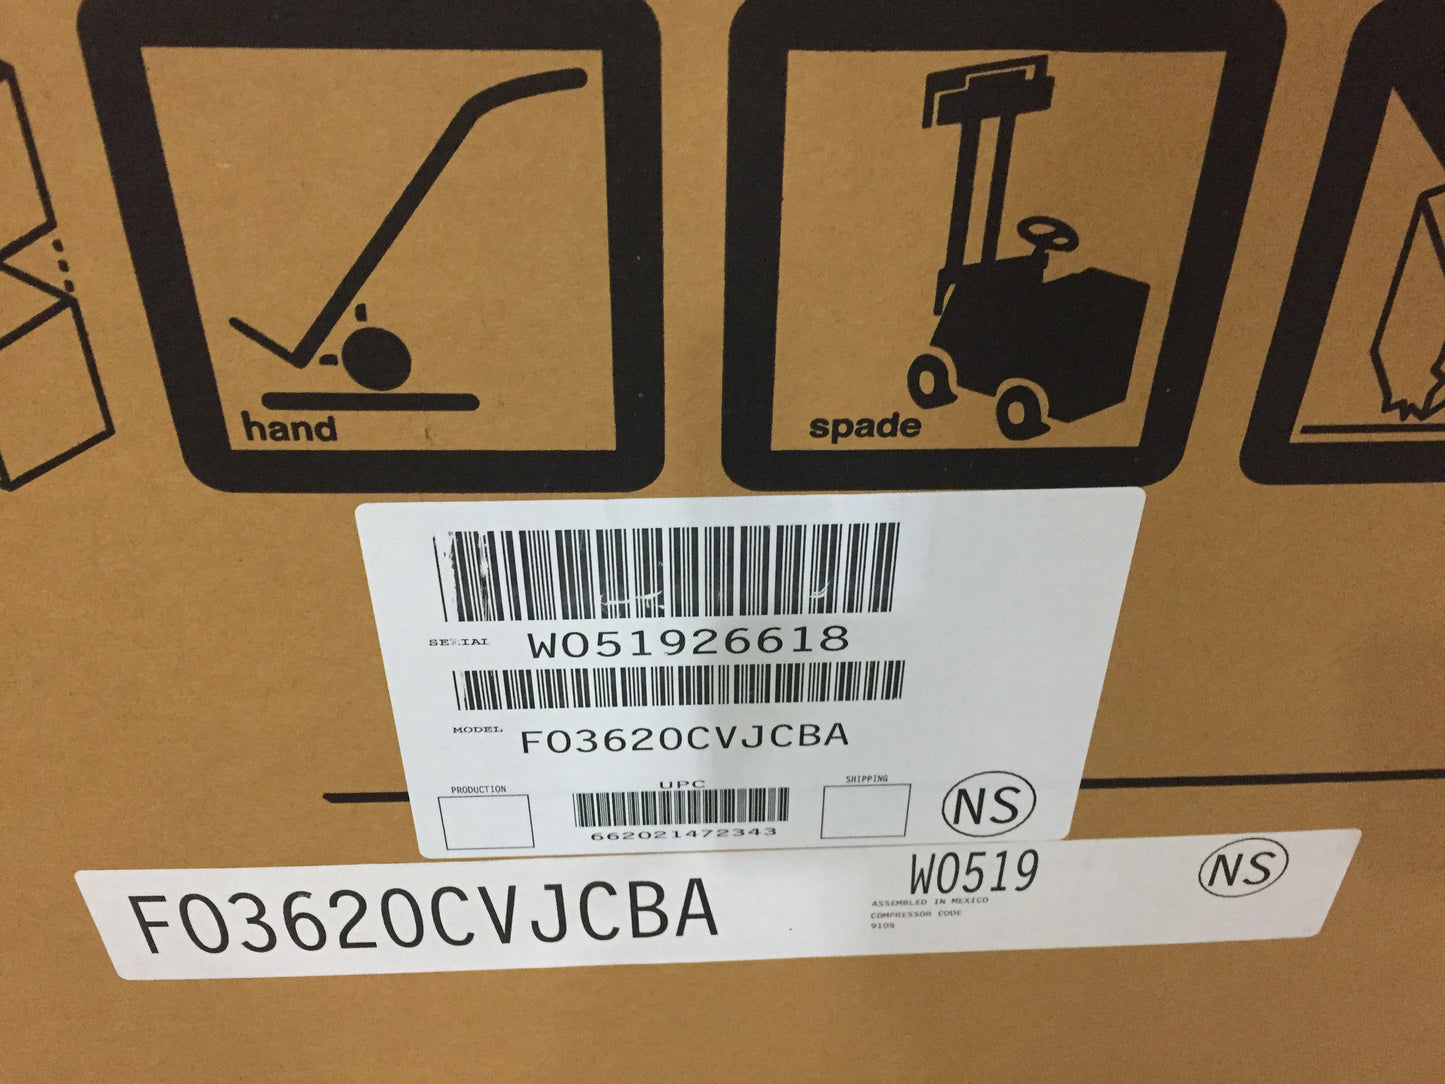 hand
spade
SERIAL W051926618
MODEL F03620CVJCBA
PRODUCTION
UPC
662021472343
SHIPPING
NS
F03620CVJCBA
W0519
ASSEMBLED IN MEXICO
COMPRESSOR CODE
9108
NS